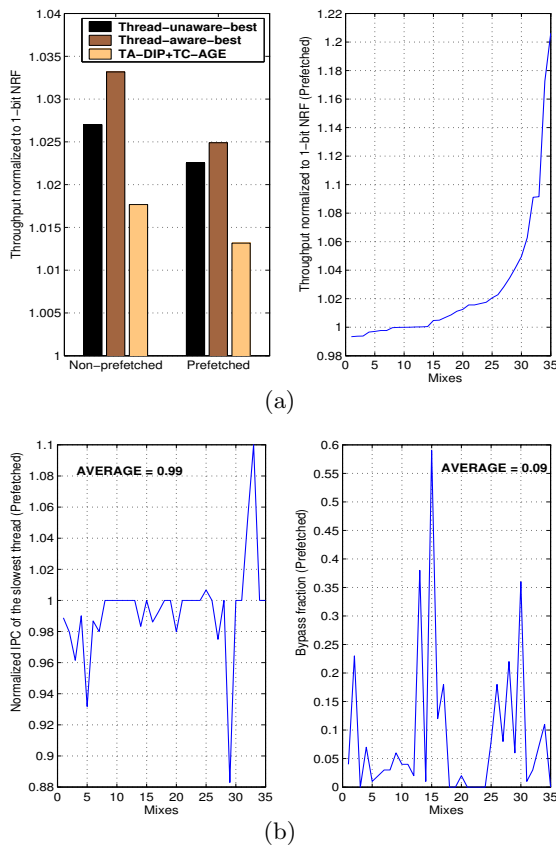 Throughput normalized to 1-bit NRF
1.04
1.035
1.03
1.025
1.02
1.015
1.01
1.005
1
Thread-unaware-best
Thread-aware-best
TA-DIP+TC-AGE
Non-prefetched
Prefetched
Throughput normalized to 1-bit NRF (Prefetched)
1.2
1.18
1.16
1.14
1.12
1.1
1.08
1.06
1.04
1.02
1
0.98
0 5 10 15 20 25 30 35
Mixes
(a)
Normalized IPC of the slowest thread (Prefetched)
1.1
1.08
1.06
1.04
1.02
1
0.98
0.96
0.94
0.92
0.9
0.88
AVERAGE = 0.99
0 5 10 15 20 25 30 35
Mixes
Bypass fraction (Prefetched)
0.6
0.55
0.5
0.45
0.4
0.35
0.3
0.25
0.2
0.15
0.1
0.05
0
AVERAGE = 0.09
0 5 10 15 20 25 30 35
Mixes
(b)